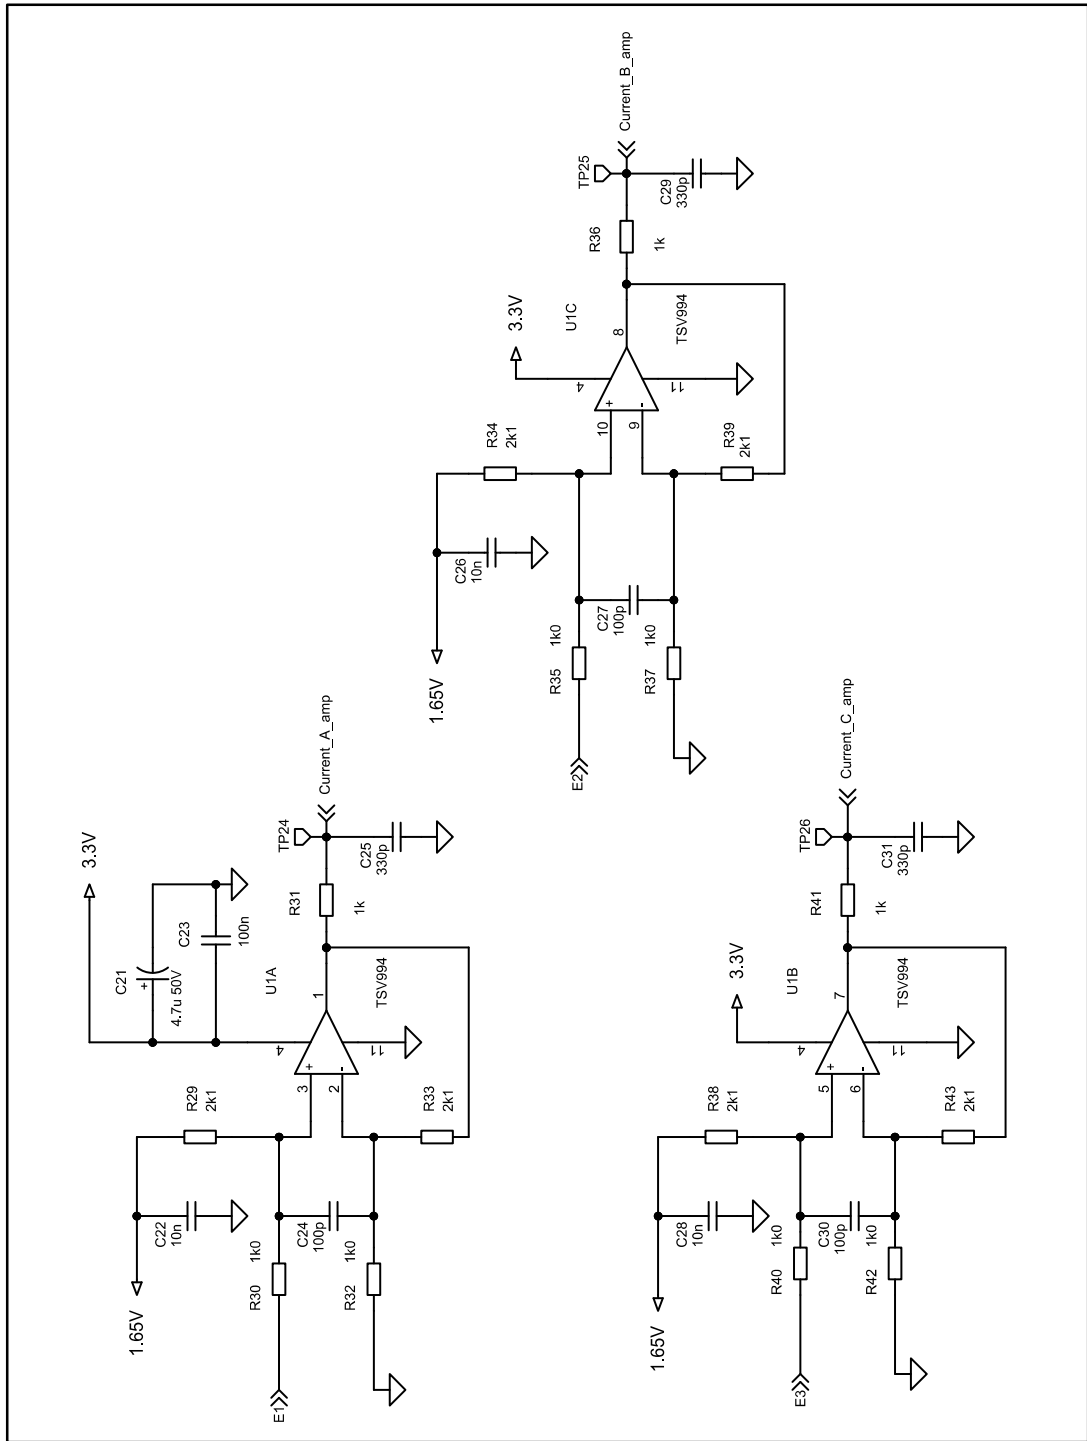 Current_B_amp
TP25
C29
330p
R36
1k
3.3V
U1C
TSV994
8
4
11
10
9
+
-
R34
2k1
R39
2k1
C26
10n
1.65V
R35
1k0
C27
100p
R37
1k0
E2
3.3V
C21
+
4.7u 50V
C23
100n
Current_A_amp
TP24
C25
330p
R31
1k
U1A
TSV994
1
4
11
3
2
+
-
R29
2k1
R33
2k1
C22
10n
1.65V
R30
1k0
C24
100p
R32
1k0
E1
Current_C_amp
TP26
C31
330p
R41
1k
3.3V
U1B
TSV994
7
4
11
5
6
+
-
R38
2k1
R43
2k1
C28
10n
1.65V
R40
1k0
C30
100p
R42
1k0
E3